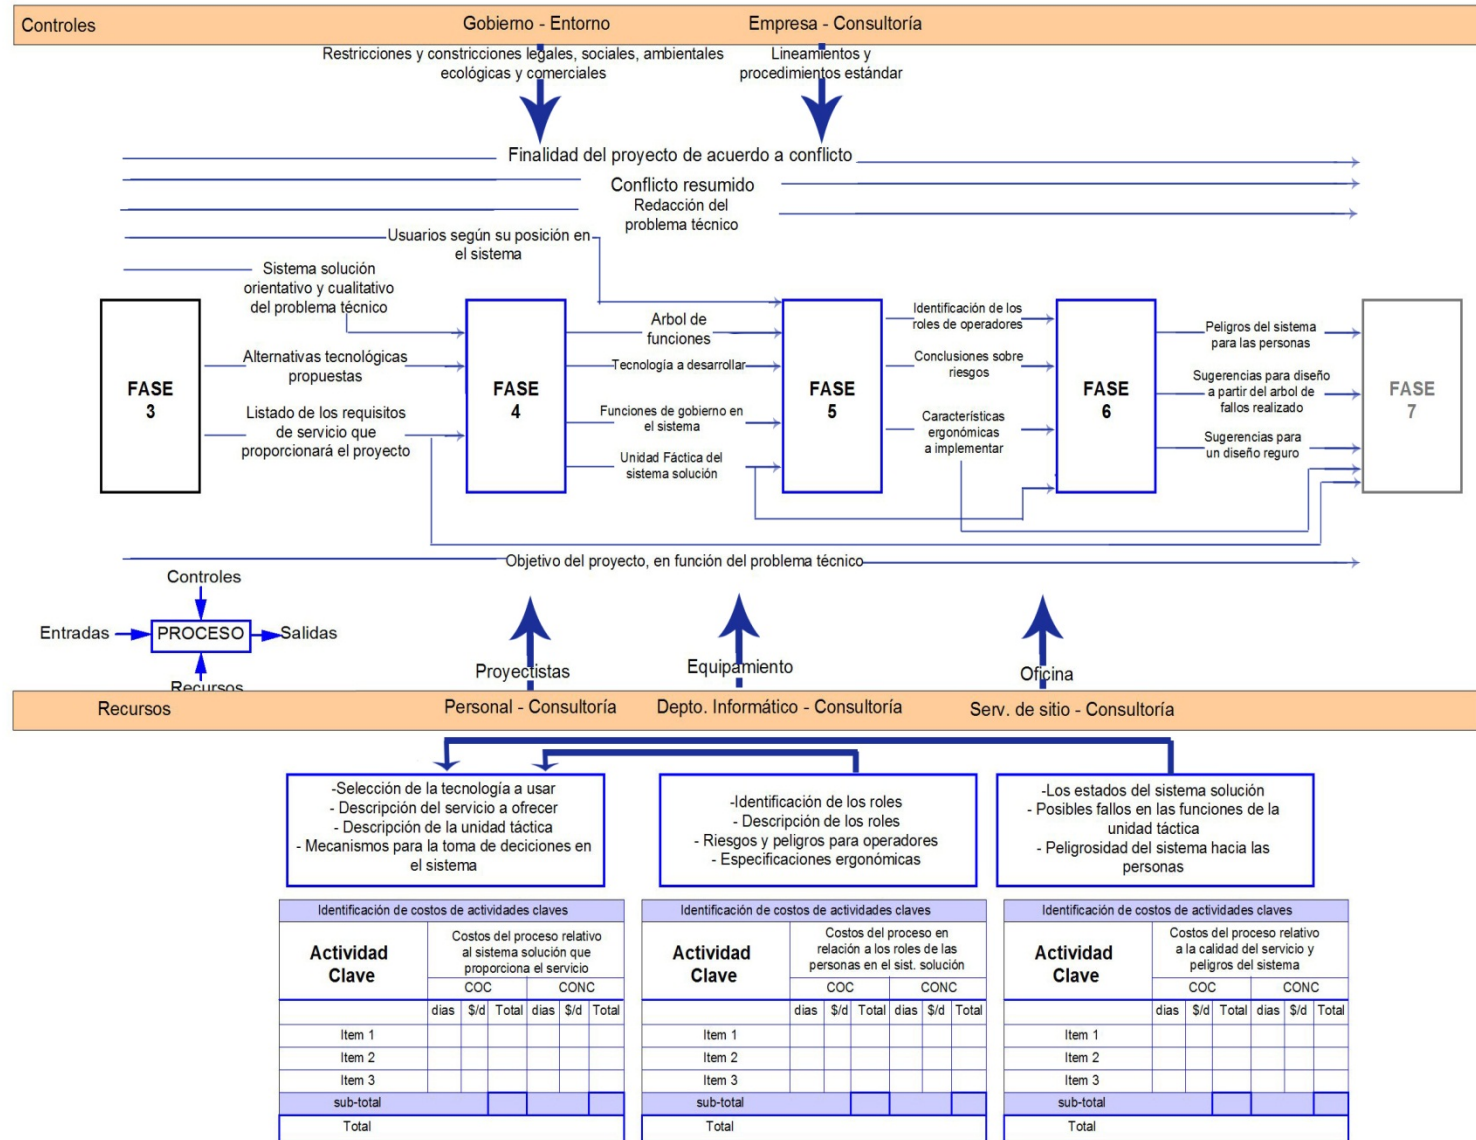 Controles
Gobierno - Entorno
Empresa - Consultoría
Restricciones y constricciones legales, sociales, ambientales
ecológicas y comerciales
Lineamientos y
procedimientos estándar
Finalidad del proyecto de acuerdo a conflicto
Conflicto resumido
Redacción del
problema técnico
Usuarios según su posición en
el sistema
Sistema solución
orientativo y cualitativo
del problema técnico
Alternativas tecnológicas
propuestas
Listado de los requisitos
de servicio que
proporcionará el proyecto
FASE
3
FASE
4
Arbol de
funciones
Tecnología a desarrollar
Funciones de gobierno en
el sistema
Unidad Fáctica del
sistema solución
FASE
5
Identificación de los
roles de operadores
Conclusiones sobre
riesgos
Características
ergonómicas
a implementar
FASE
6
Peligros del sistema
para las personas
Sugerencias para diseño
a partir del arbol de
fallos realizado
Sugerencias para
un diseño reguro
FASE
7
Objetivo del proyecto, en función del problema técnico
Controles
Entradas
PROCESO
Salidas
Recursos
Proyectistas
Equipamiento
Oficina
Recursos
Personal - Consultoría
Depto. Informático - Consultoría
Serv. de sitio - Consultoría
-Selección de la tecnología a usar
- Descripción del servicio a ofrecer
- Descripción de la unidad táctica
- Mecanismos para la toma de deciciones en
el sistema
-Identificación de los roles
- Descripción de los roles
- Riesgos y peligros para operadores
- Especificaciones ergonómicas
-Los estados del sistema solución
- Posibles fallos en las funciones de la
unidad táctica
- Peligrosidad del sistema hacia las
personas
Identificación de costos de actividades claves
Actividad
Clave
Costos del proceso relativo
al sistema solución que
proporciona el servicio
COC CONC
dias $/d Total dias $/d Total
Item 1
Item 2
Item 3
sub-total
Total
Identificación de costos de actividades claves
Actividad
Clave
Costos del proceso en
relación a los roles de las
personas en el sist. solución
COC CONC
dias $/d Total dias $/d Total
Item 1
Item 2
Item 3
sub-total
Total
Identificación de costos de actividades claves
Actividad
Clave
Costos del proceso relativo
a la calidad del servicio y
peligros del sistema
COC CONC
dias $/d Total dias $/d Total
Item 1
Item 2
Item 3
sub-total
Total